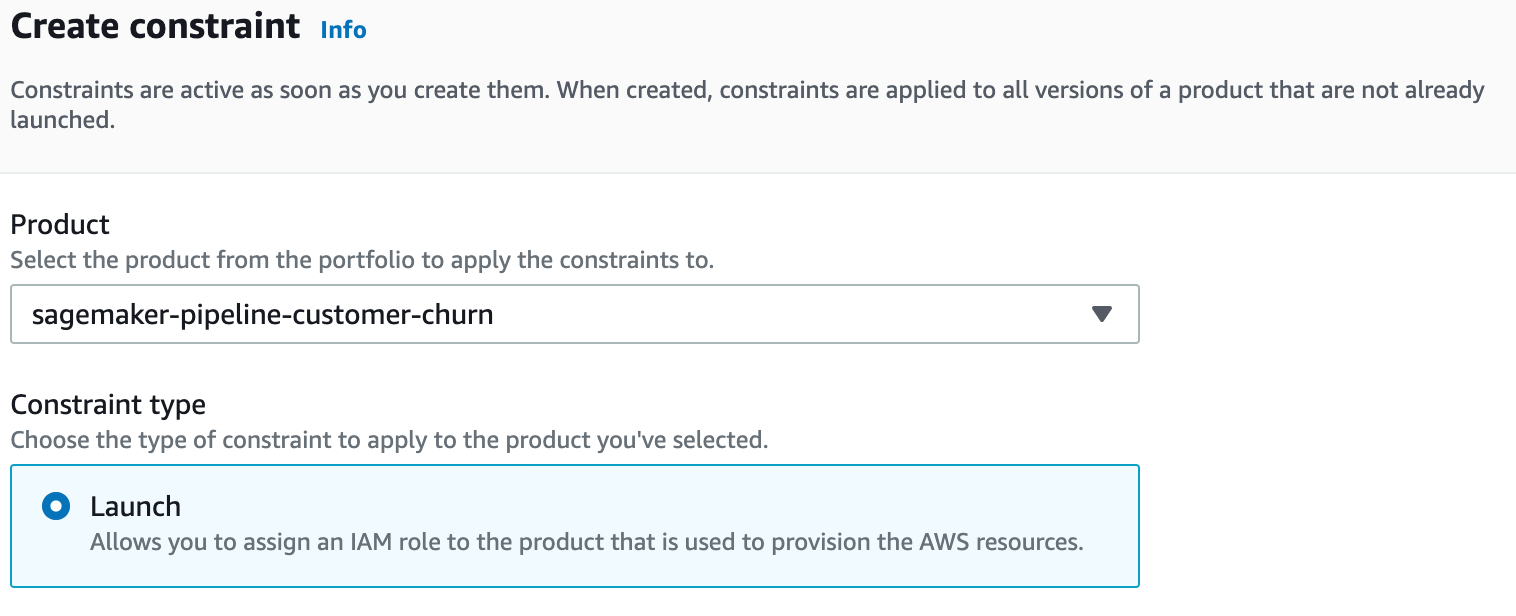 Create constraint Info
Constraints are active as soon as you create them. When created, constraints are applied to all versions of a product that are not already
launched.
Product
Select the product from the portfolio to apply the constraints to.
sagemaker-pipeline-customer-churn
Constraint type
Choose the type of constraint to apply to the product you've selected.
Launch
Allows you to assign an IAM role to the product that is used to provision the AWS resources.